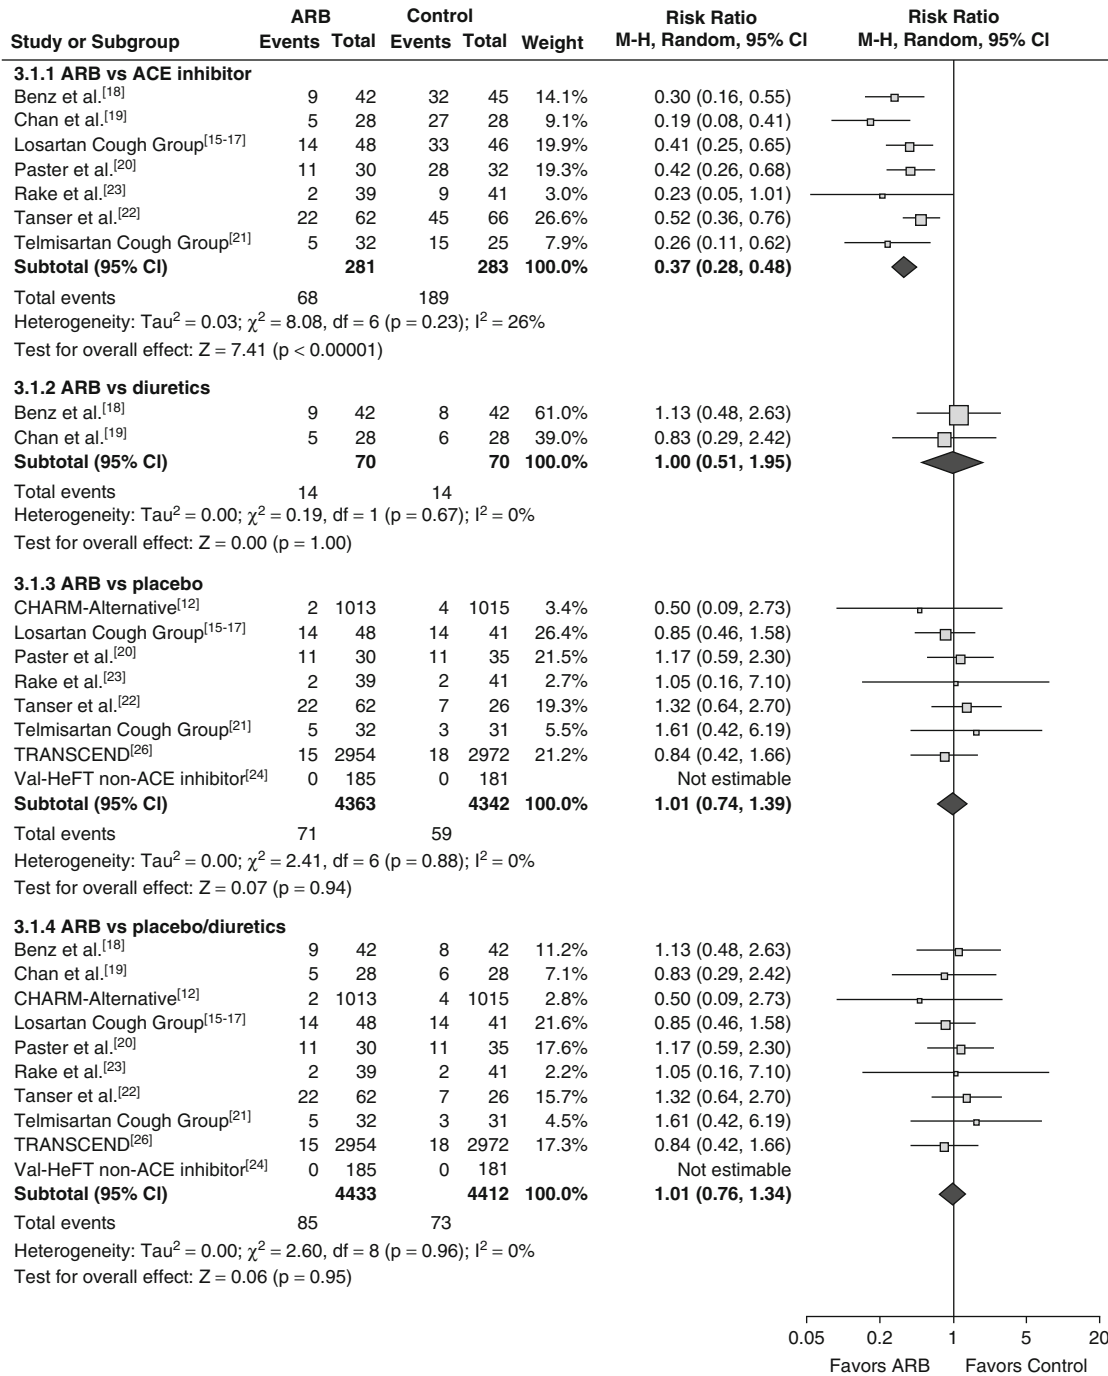 ARB Control Risk Ratio Risk Ratio
Study or Subgroup Events Total Events Total Weight M-H, Random, 95% CI M-H, Random, 95% CI
3.1.1 ARB vs ACE inhibitor
Benz et al.[18] 9 42 32 45 14.1% 0.30 (0.16, 0.55)
Chan et al.[19] 5 28 27 28 9.1% 0.19 (0.08, 0.41)
Losartan Cough Group[15-17] 14 48 33 46 19.9% 0.41 (0.25, 0.65)
Paster et al.[20] 11 30 28 32 19.3% 0.42 (0.26, 0.68)
Rake et al.[23] 2 39 9 41 3.0% 0.23 (0.05, 1.01)
Tanser et al.[22] 22 62 45 66 26.6% 0.52 (0.36, 0.76)
Telmisartan Cough Group[21] 5 32 15 25 7.9% 0.26 (0.11, 0.62)
Subtotal (95% CI) 281 283 100.0% 0.37 (0.28, 0.48)
Total events 68 189
Heterogeneity: Tau² = 0.03; χ² = 8.08, df = 6 (p = 0.23); I² = 26%
Test for overall effect: Z = 7.41 (p < 0.00001)
3.1.2 ARB vs diuretics
Benz et al.[18] 9 42 8 42 61.0% 1.13 (0.48, 2.63)
Chan et al.[19] 5 28 6 28 39.0% 0.83 (0.29, 2.42)
Subtotal (95% CI) 70 70 100.0% 1.00 (0.51, 1.95)
Total events 14 14
Heterogeneity: Tau² = 0.00; χ² = 0.19, df = 1 (p = 0.67); I² = 0%
Test for overall effect: Z = 0.00 (p = 1.00)
3.1.3 ARB vs placebo
CHARM-Alternative[12] 2 1013 4 1015 3.4% 0.50 (0.09, 2.73)
Losartan Cough Group[15-17] 14 48 14 41 26.4% 0.85 (0.46, 1.58)
Paster et al.[20] 11 30 11 35 21.5% 1.17 (0.59, 2.30)
Rake et al.[23] 2 39 2 41 2.7% 1.05 (0.16, 7.10)
Tanser et al.[22] 22 62 7 26 19.3% 1.32 (0.64, 2.70)
Telmisartan Cough Group[21] 5 32 3 31 5.5% 1.61 (0.42, 6.19)
TRANSCEND[26] 15 2954 18 2972 21.2% 0.84 (0.42, 1.66)
Val-HeFT non-ACE inhibitor[24] 0 185 0 181 Not estimable
Subtotal (95% CI) 4363 4342 100.0% 1.01 (0.74, 1.39)
Total events 71 59
Heterogeneity: Tau² = 0.00; χ² = 2.41, df = 6 (p = 0.88); I² = 0%
Test for overall effect: Z = 0.07 (p = 0.94)
3.1.4 ARB vs placebo/diuretics
Benz et al.[18] 9 42 8 42 11.2% 1.13 (0.48, 2.63)
Chan et al.[19] 5 28 6 28 7.1% 0.83 (0.29, 2.42)
CHARM-Alternative[12] 2 1013 4 1015 2.8% 0.50 (0.09, 2.73)
Losartan Cough Group[15-17] 14 48 14 41 21.6% 0.85 (0.46, 1.58)
Paster et al.[20] 11 30 11 35 17.6% 1.17 (0.59, 2.30)
Rake et al.[23] 2 39 2 41 2.2% 1.05 (0.16, 7.10)
Tanser et al.[22] 22 62 7 26 15.7% 1.32 (0.64, 2.70)
Telmisartan Cough Group[21] 5 32 3 31 4.5% 1.61 (0.42, 6.19)
TRANSCEND[26] 15 2954 18 2972 17.3% 0.84 (0.42, 1.66)
Val-HeFT non-ACE inhibitor[24] 0 185 0 181 Not estimable
Subtotal (95% CI) 4433 4412 100.0% 1.01 (0.76, 1.34)
Total events 85 73
Heterogeneity: Tau² = 0.00; χ² = 2.60, df = 8 (p = 0.96); I² = 0%
Test for overall effect: Z = 0.06 (p = 0.95)
0.05 0.2 1 5 20
Favors ARB Favors Control